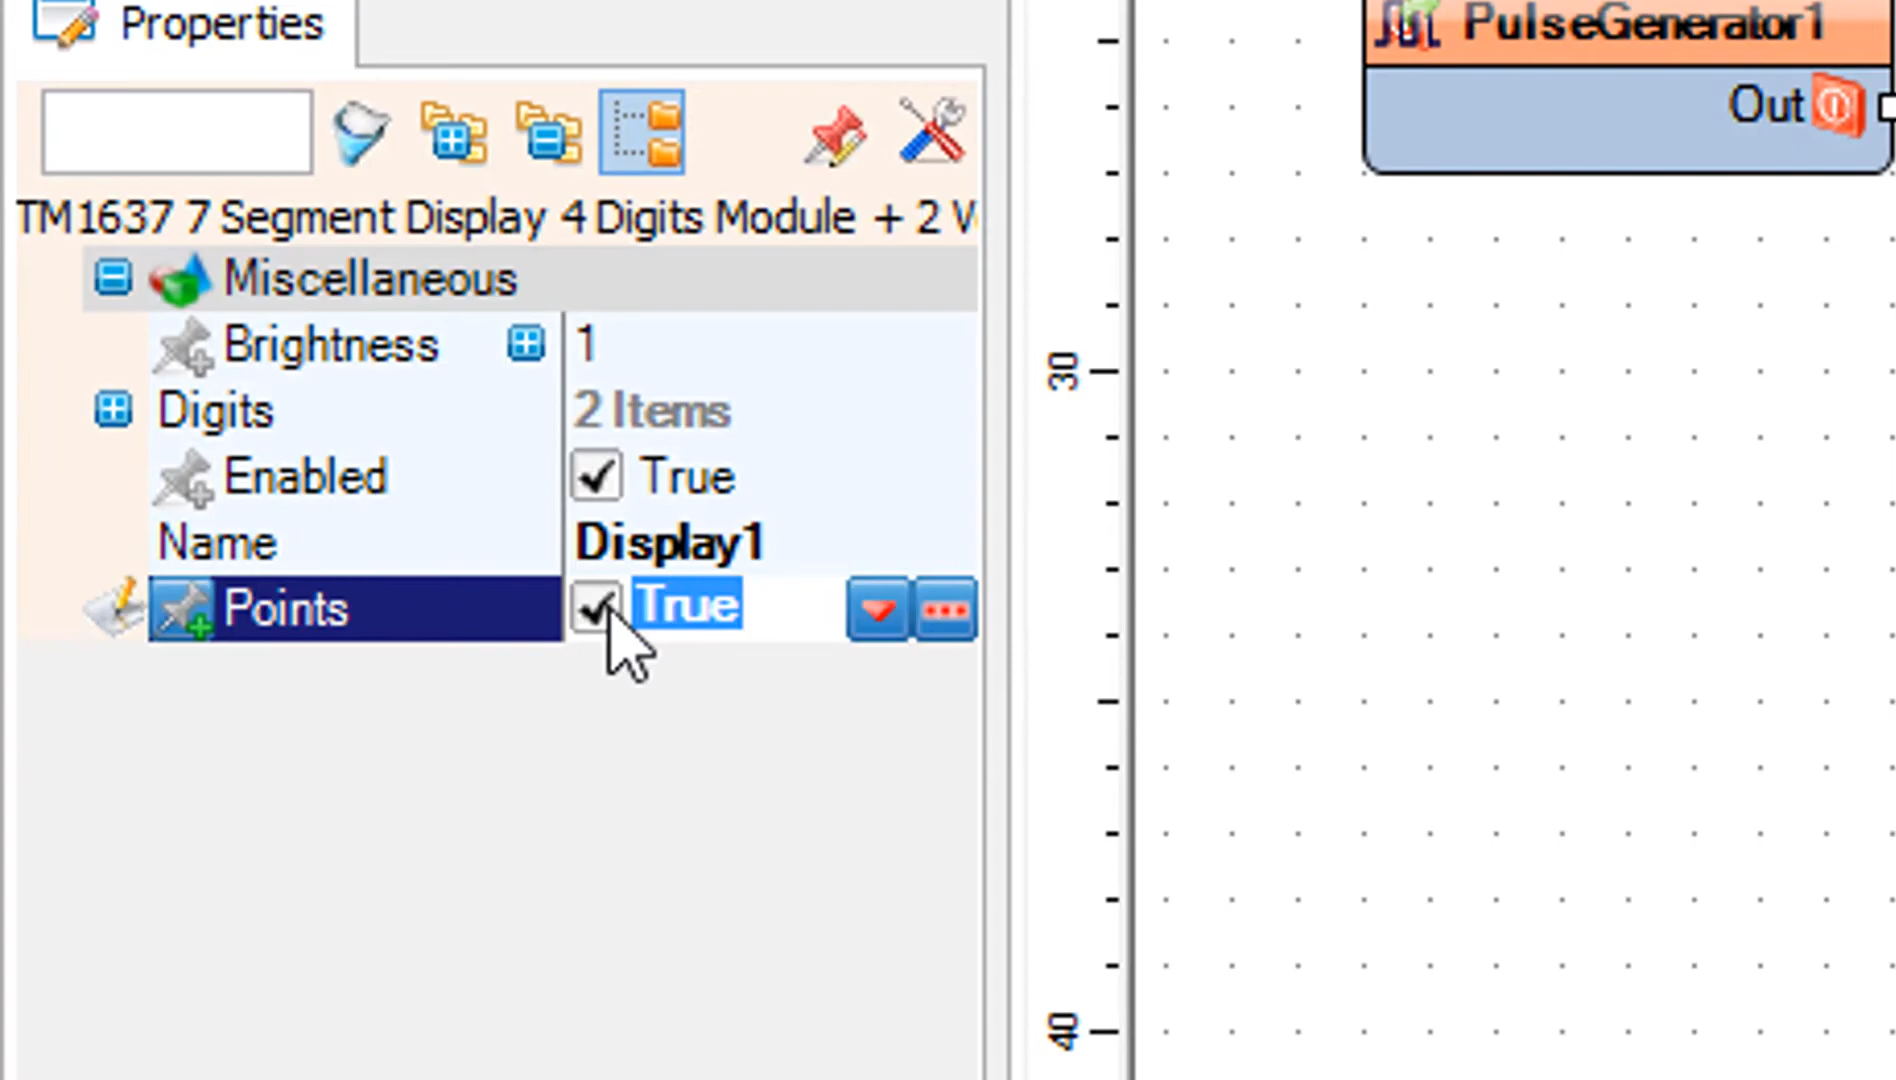 Properties
PulseGenerator1
Out
TM1637 7 Segment Display 4 Digits Module + 2
Miscellaneous
Brightness 1
Digits 2 Items
Enabled True
Name Display1
Points True
30
40